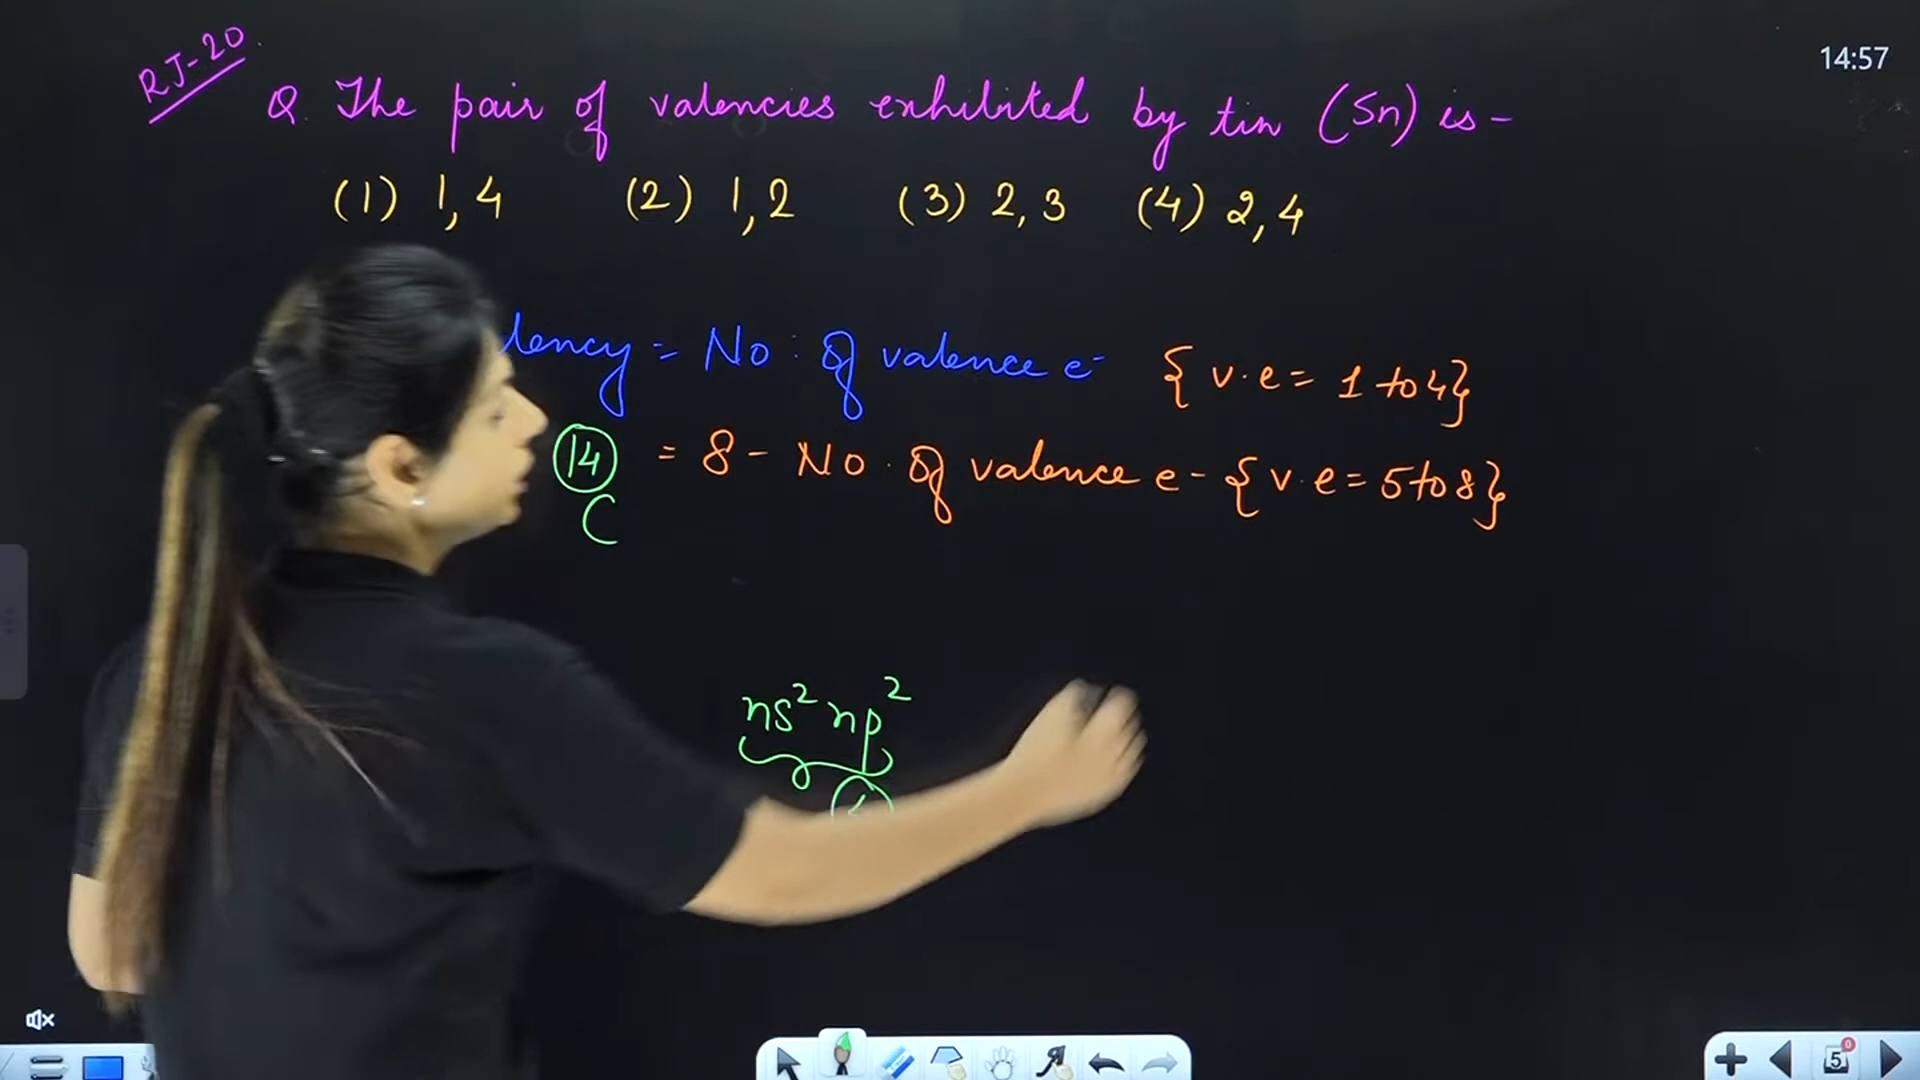 RJ-20
14:57
Q. The pair of valencies exhibited by tin (Sn) is-
(1) 1,4 (2) 1,2 (3) 2,3 (4) 2,4
lency = No. of valence e- { v.e = 1 to 4}
14 = 8 - No. of valence e- { v.e = 5 to 8}
C
ns² np²
5
0